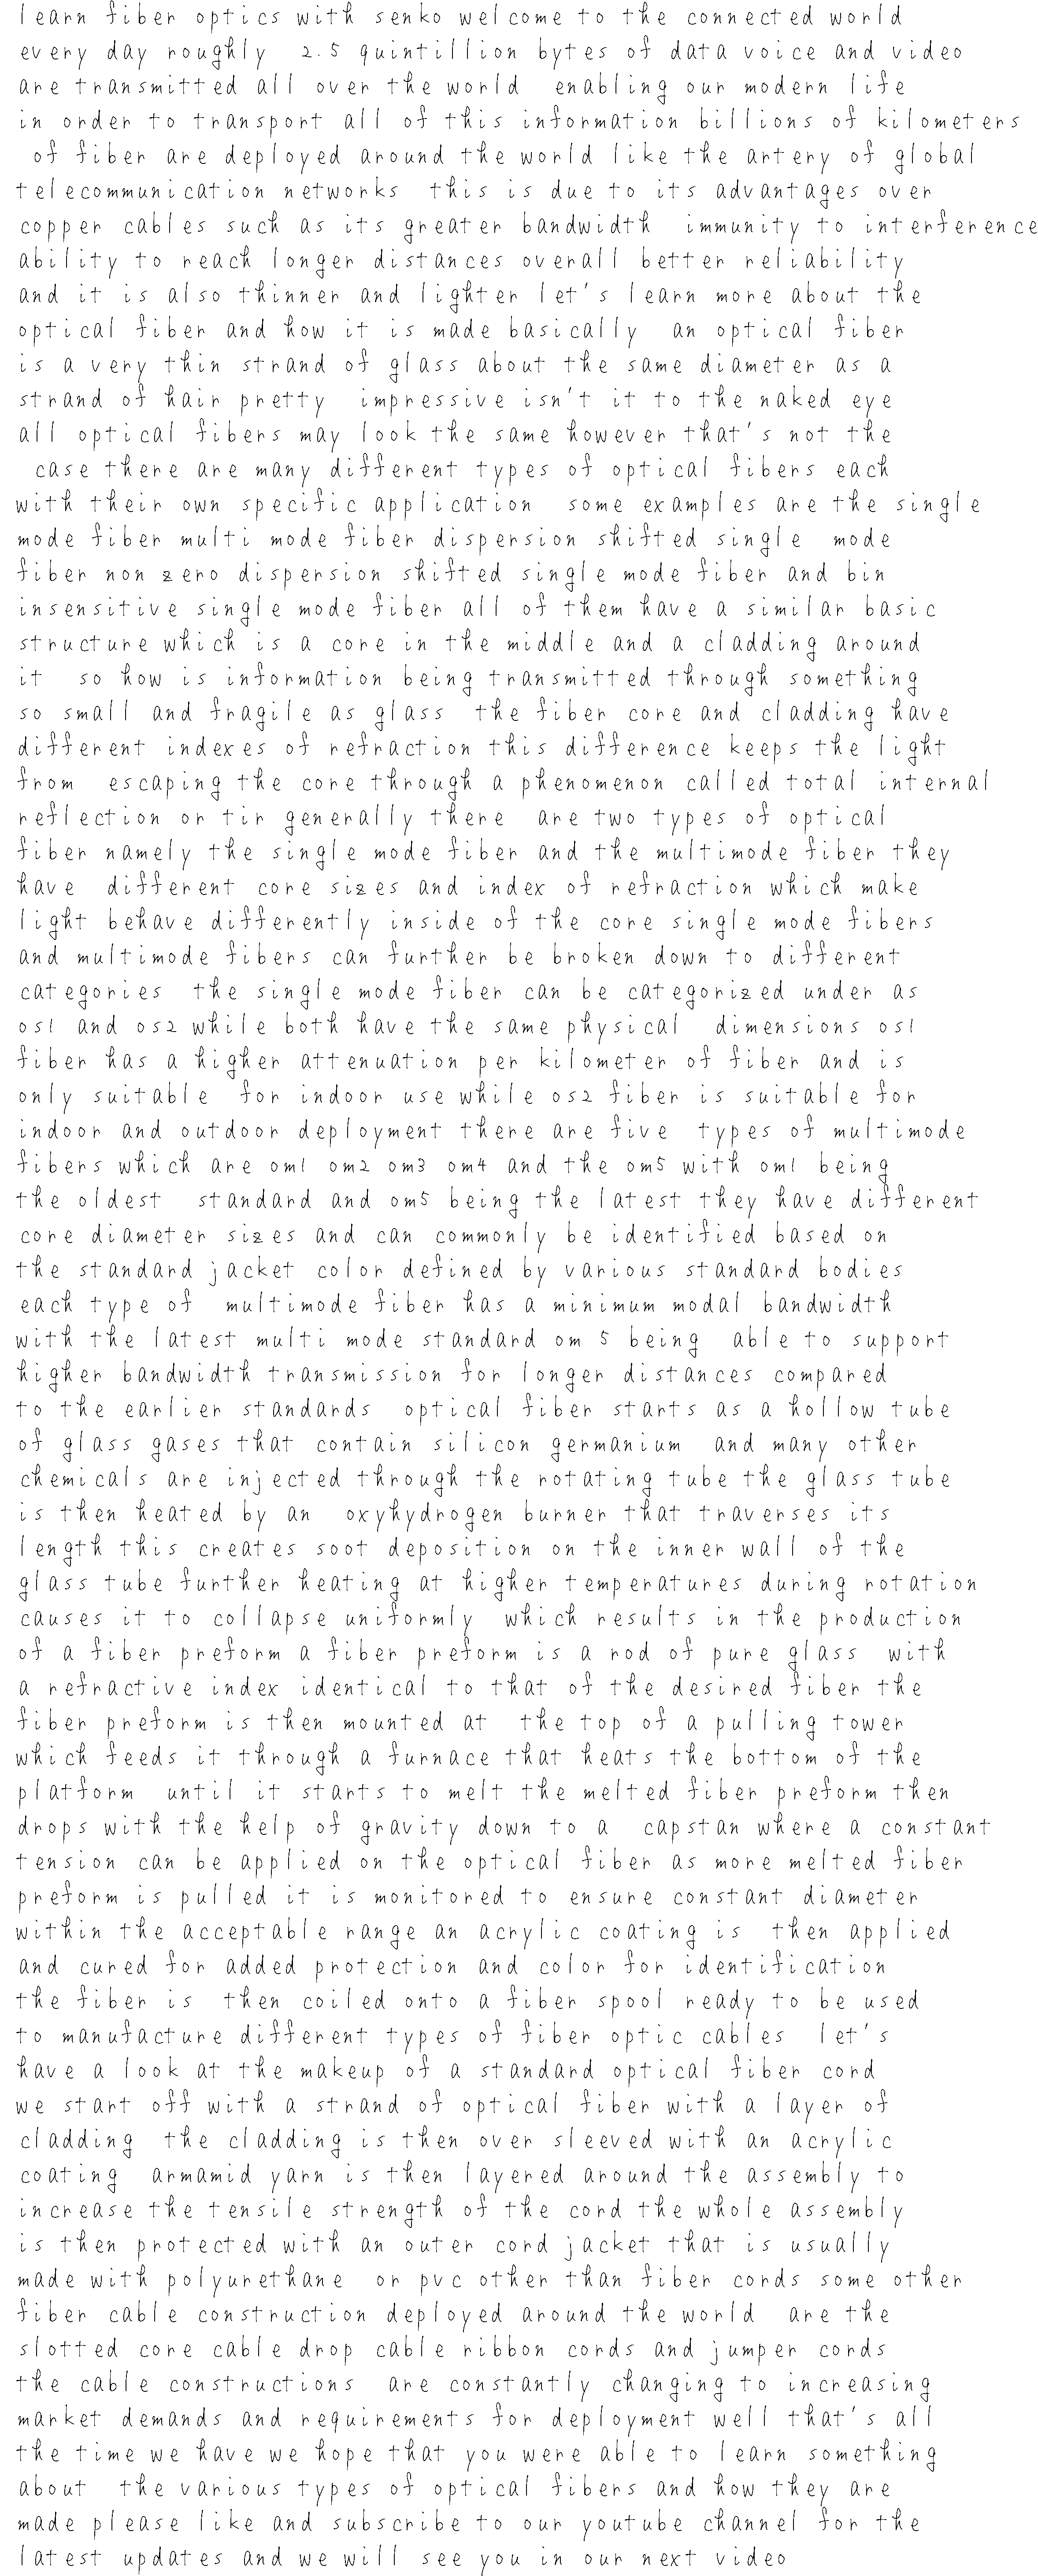 learn fiber optics with senko welcome to the connected world
every day roughly 2.5 quintillion bytes of data voice and video
are transmitted all over the world enabling our modern life
in order to transport all of this information billions of kilometers
of fiber are deployed around the world like the artery of global
telecommunication networks this is due to its advantages over
copper cables such as its greater bandwidth immunity to interference
ability to reach longer distances overall better reliability
and it is also thinner and lighter let's learn more about the
optical fiber and how it is made basically an optical fiber
is a very thin strand of glass about the same diameter as a
strand of hair pretty impressive isn't it to the naked eye
all optical fibers may look the same however that's not the
case there are many different types of optical fibers each
with their own specific application some examples are the single
mode fiber multi mode fiber dispersion shifted single mode
fiber non zero dispersion shifted single mode fiber and bin
insensitive single mode fiber all of them have a similar basic
structure which is a core in the middle and a cladding around
it so how is information being transmitted through something
so small and fragile as glass the fiber core and cladding have
different indexes of refraction this difference keeps the light
from escaping the core through a phenomenon called total internal
reflection or tir generally there are two types of optical
fiber namely the single mode fiber and the multimode fiber they
have different core sizes and index of refraction which make
light behave differently inside of the core single mode fibers
and multimode fibers can further be broken down to different
categories the single mode fiber can be categorized under as
os1 and os2 while both have the same physical dimensions os1
fiber has a higher attenuation per kilometer of fiber and is
only suitable for indoor use while os2 fiber is suitable for
indoor and outdoor deployment there are five types of multimode
fibers which are om1 om2 om3 om4 and the om5 with om1 being
the oldest standard and om5 being the latest they have different
core diameter sizes and can commonly be identified based on
the standard jacket color defined by various standard bodies
each type of multimode fiber has a minimum modal bandwidth
with the latest multi mode standard om 5 being able to support
higher bandwidth transmission for longer distances compared
to the earlier standards optical fiber starts as a hollow tube
of glass gases that contain silicon germanium and many other
chemicals are injected through the rotating tube the glass tube
is then heated by an oxyhydrogen burner that traverses its
length this creates soot deposition on the inner wall of the
glass tube further heating at higher temperatures during rotation
causes it to collapse uniformly which results in the production
of a fiber preform a fiber preform is a rod of pure glass with
a refractive index identical to that of the desired fiber the
fiber preform is then mounted at the top of a pulling tower
which feeds it through a furnace that heats the bottom of the
platform until it starts to melt the melted fiber preform then
drops with the help of gravity down to a capstan where a constant
tension can be applied on the optical fiber as more melted fiber
preform is pulled it is monitored to ensure constant diameter
within the acceptable range an acrylic coating is then applied
and cured for added protection and color for identification
the fiber is then coiled onto a fiber spool ready to be used
to manufacture different types of fiber optic cables let's
have a look at the makeup of a standard optical fiber cord
we start off with a strand of optical fiber with a layer of
cladding the cladding is then over sleeved with an acrylic
coating armamid yarn is then layered around the assembly to
increase the tensile strength of the cord the whole assembly
is then protected with an outer cord jacket that is usually
made with polyurethane or pvc other than fiber cords some other
fiber cable construction deployed around the world are the
slotted core cable drop cable ribbon cords and jumper cords
the cable constructions are constantly changing to increasing
market demands and requirements for deployment well that's all
the time we have we hope that you were able to learn something
about the various types of optical fibers and how they are
made please like and subscribe to our youtube channel for the
latest updates and we will see you in our next video